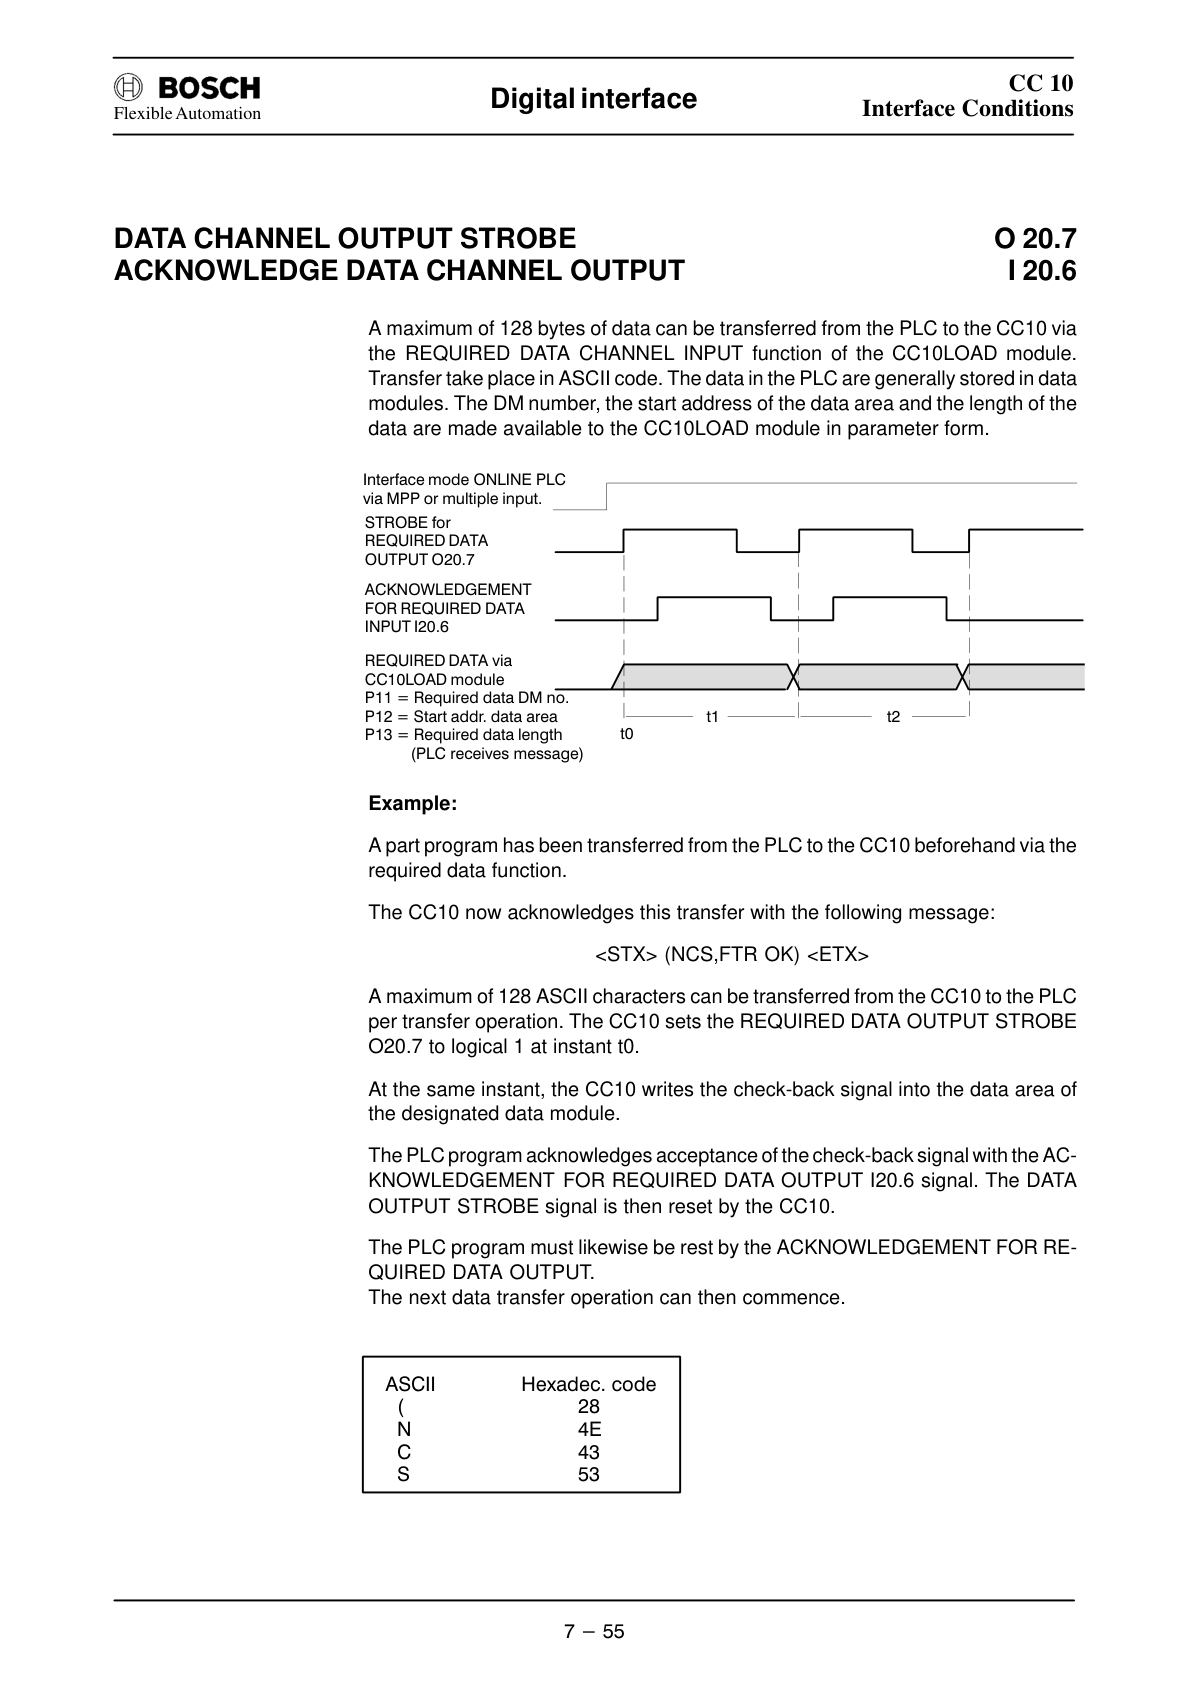 BOSCH
Flexible Automation
Digital interface
CC 10
Interface Conditions
DATA CHANNEL OUTPUT STROBE O 20.7
ACKNOWLEDGE DATA CHANNEL OUTPUT I 20.6
A maximum of 128 bytes of data can be transferred from the PLC to the CC10 via
the REQUIRED DATA CHANNEL INPUT function of the CC10LOAD module.
Transfer take place in ASCII code. The data in the PLC are generally stored in data
modules. The DM number, the start address of the data area and the length of the
data are made available to the CC10LOAD module in parameter form.
Interface mode ONLINE PLC
via MPP or multiple input.
STROBE for
REQUIRED DATA
OUTPUT O20.7
ACKNOWLEDGEMENT
FOR REQUIRED DATA
INPUT I20.6
REQUIRED DATA via
CC10LOAD module
P11 = Required data DM no.
P12 = Start addr. data area
P13 = Required data length
(PLC receives message)
t0
t1
t2
Example:
A part program has been transferred from the PLC to the CC10 beforehand via the
required data function.
The CC10 now acknowledges this transfer with the following message:
<STX> (NCS,FTR OK) <ETX>
A maximum of 128 ASCII characters can be transferred from the CC10 to the PLC
per transfer operation. The CC10 sets the REQUIRED DATA OUTPUT STROBE
O20.7 to logical 1 at instant t0.
At the same instant, the CC10 writes the check-back signal into the data area of
the designated data module.
The PLC program acknowledges acceptance of the check-back signal with the AC-
KNOWLEDGEMENT FOR REQUIRED DATA OUTPUT I20.6 signal. The DATA
OUTPUT STROBE signal is then reset by the CC10.
The PLC program must likewise be rest by the ACKNOWLEDGEMENT FOR RE-
QUIRED DATA OUTPUT.
The next data transfer operation can then commence.
ASCII Hexadec. code
( 28
N 4E
C 43
S 53
7 – 55